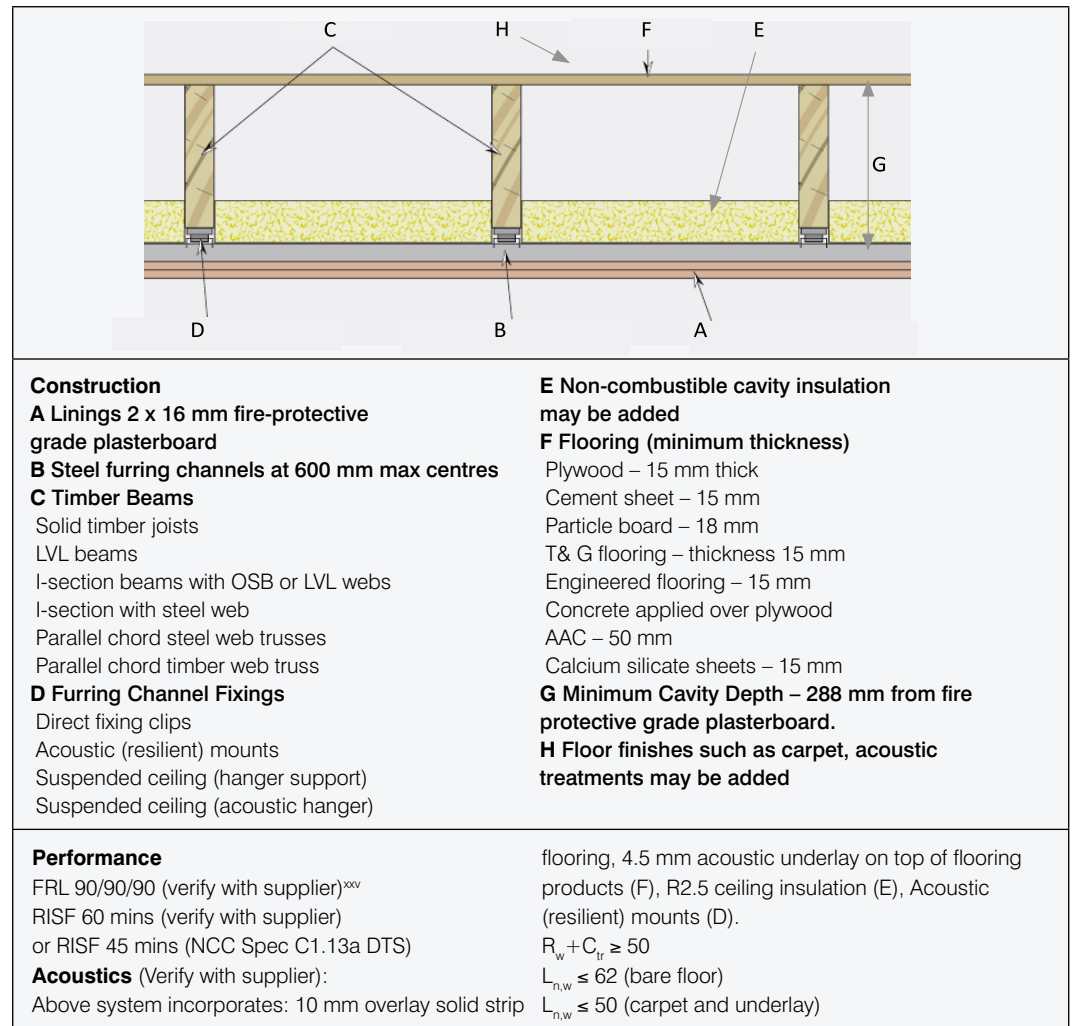 C
H
F
E
G
D
B
A
Construction
A Linings 2 x 16 mm fire-protective
grade plasterboard
B Steel furring channels at 600 mm max centres
C Timber Beams
Solid timber joists
LVL beams
I-section beams with OSB or LVL webs
I-section with steel web
Parallel chord steel web trusses
Parallel chord timber web truss
D Furring Channel Fixings
Direct fixing clips
Acoustic (resilient) mounts
Suspended ceiling (hanger support)
Suspended ceiling (acoustic hanger)
E Non-combustible cavity insulation
may be added
F Flooring (minimum thickness)
Plywood – 15 mm thick
Cement sheet – 15 mm
Particle board – 18 mm
T& G flooring – thickness 15 mm
Engineered flooring – 15 mm
Concrete applied over plywood
AAC – 50 mm
Calcium silicate sheets – 15 mm
G Minimum Cavity Depth – 288 mm from fire
protective grade plasterboard.
H Floor finishes such as carpet, acoustic
treatments may be added
Performance
FRL 90/90/90 (verify with supplier)xxv
RISF 60 mins (verify with supplier)
or RISF 45 mins (NCC Spec C1.13a DTS)
Acoustics (Verify with supplier):
Above system incorporates: 10 mm overlay solid strip
flooring, 4.5 mm acoustic underlay on top of flooring
products (F), R2.5 ceiling insulation (E), Acoustic
(resilient) mounts (D).
Rw+Ctr ≥ 50
Ln,w ≤ 62 (bare floor)
Ln,w ≤ 50 (carpet and underlay)